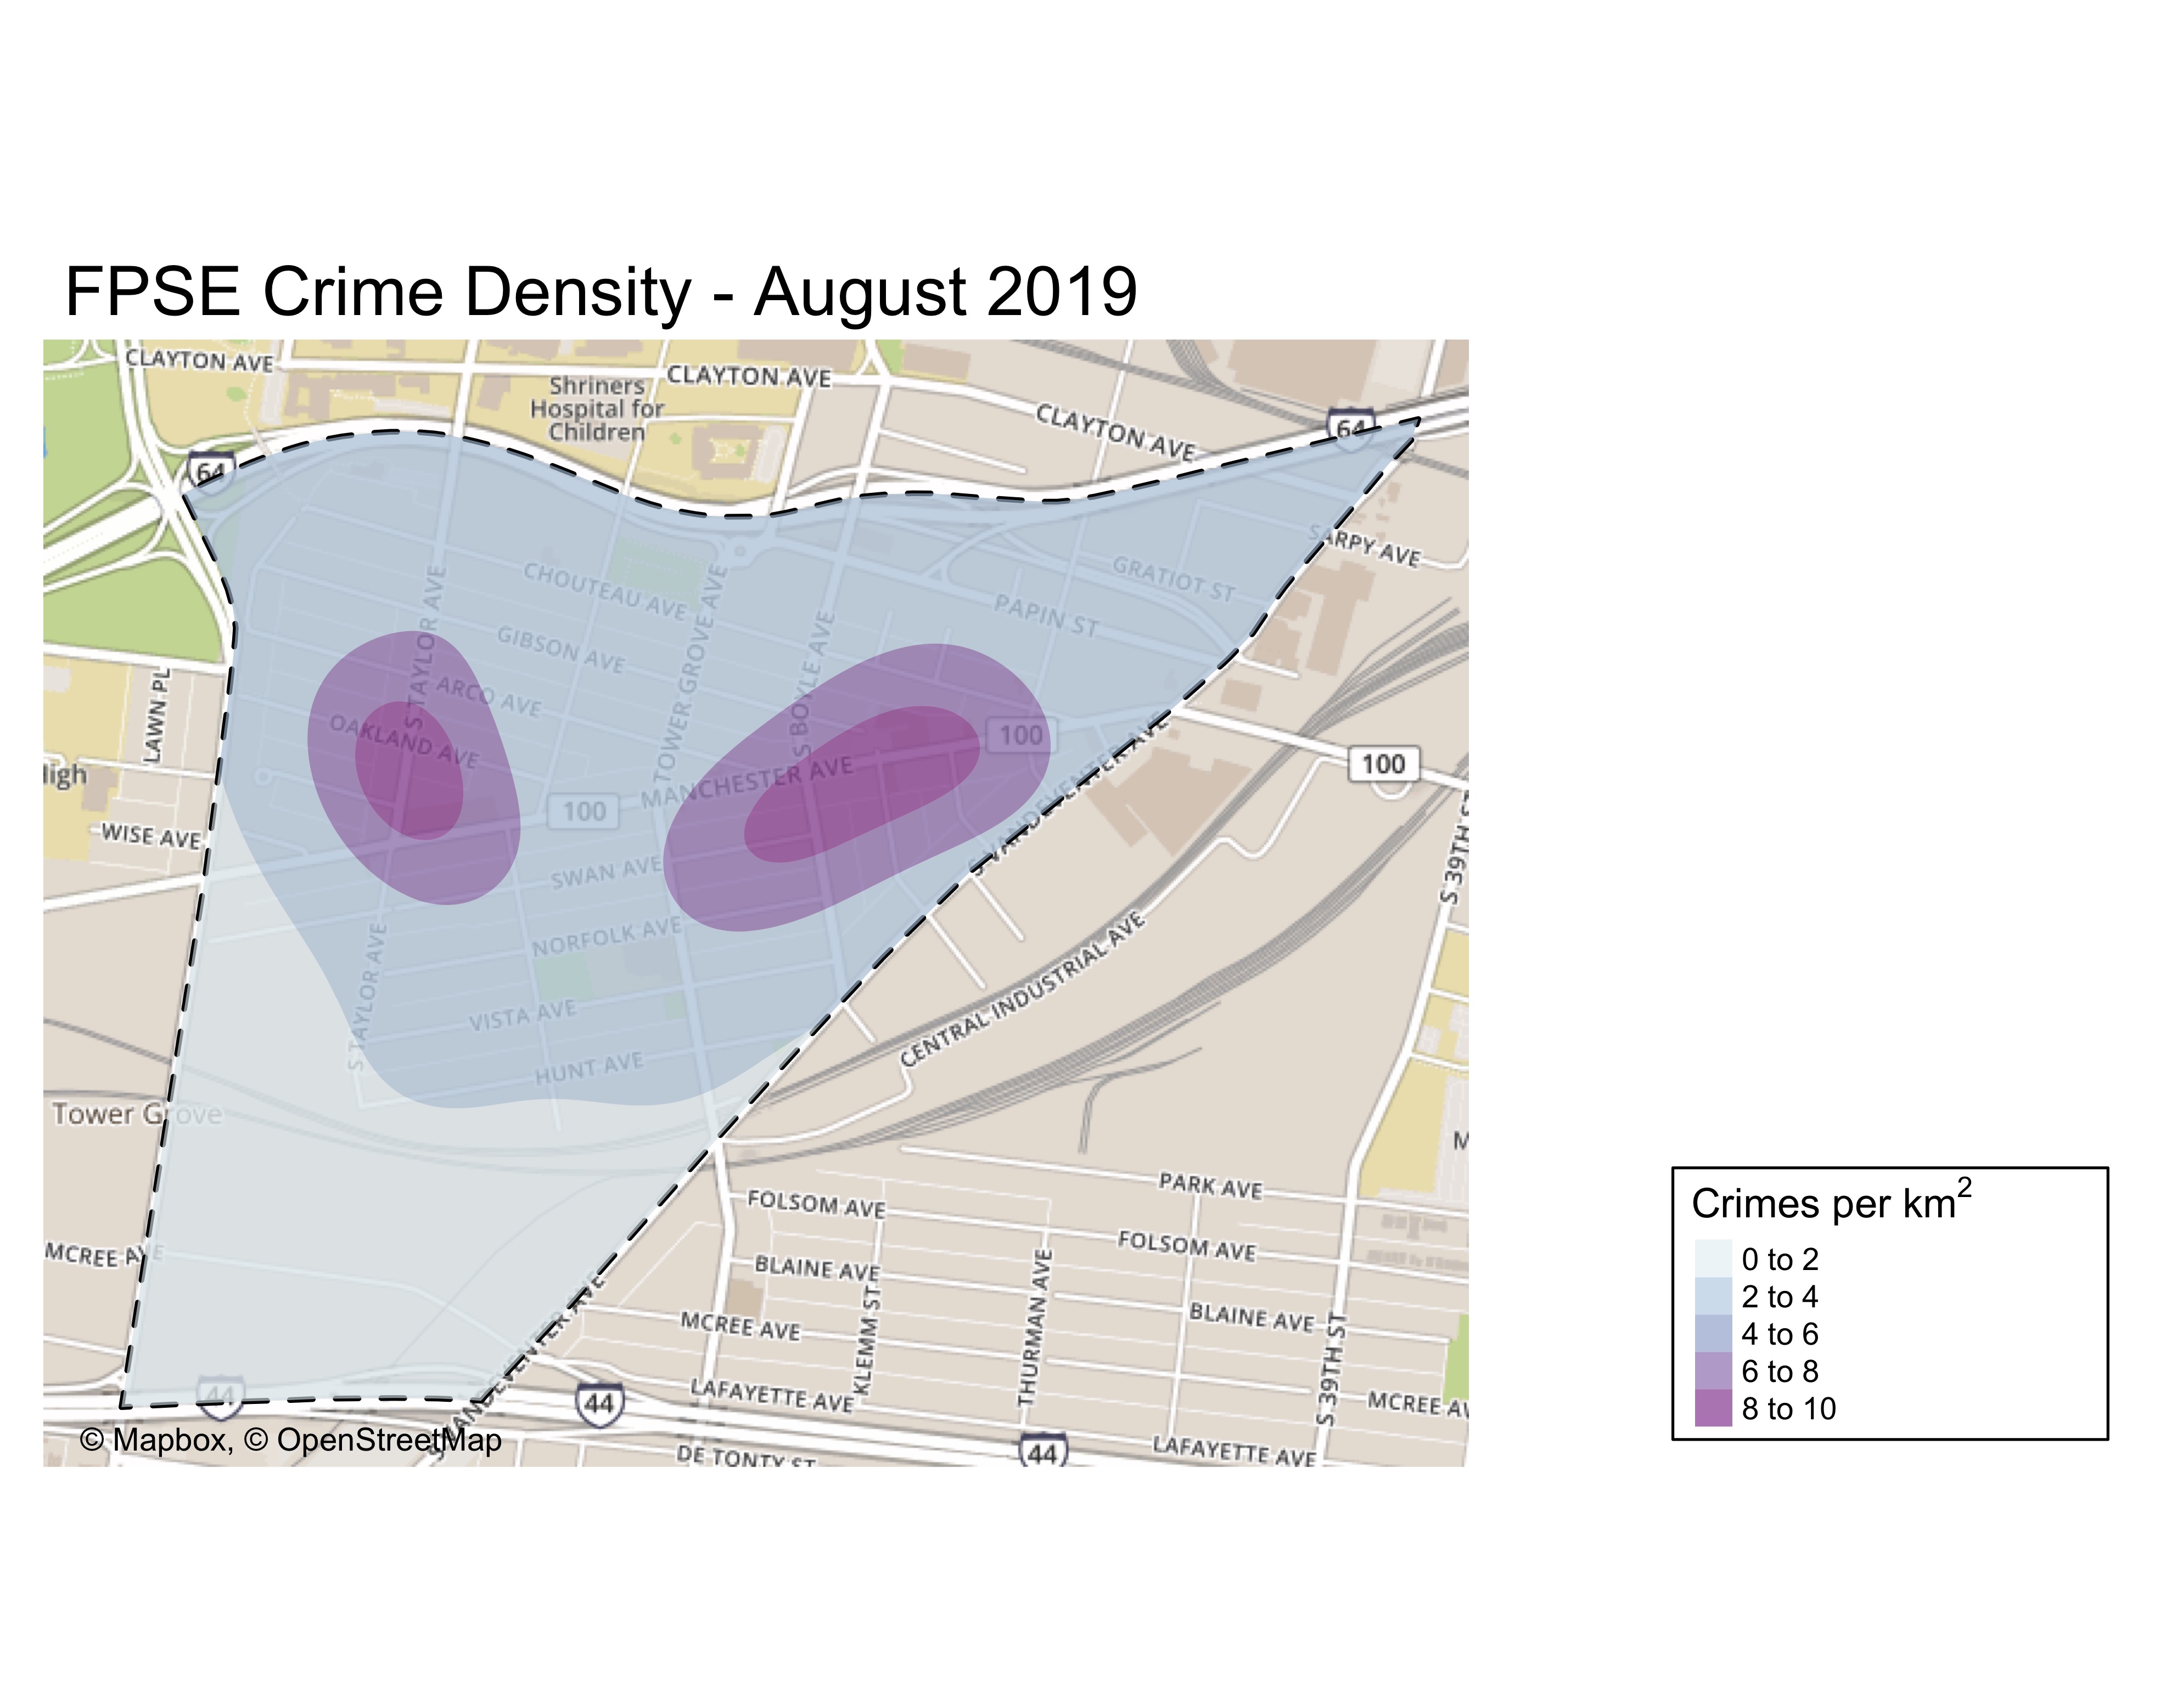 FPSE Crime Density - August 2019
CLAYTON AVE
CLAYTON AVE
Shriners
Hospital for
Children
CLAYTON AVE
64
64
SARPY AVE
GRATIOT ST
CHOUTEAU AVE
PAPIN ST
S TAYLOR AVE
TOWER GROVE AVE
S BOYLE AVE
GIBSON AVE
ARCO AVE
LAWN PL
OAKLAND AVE
100
S VANDEVENTER AVE
100
MANCHESTER AVE
100
WISE AVE
SWAN AVE
S 39TH
NORFOLK AVE
S TAYLOR AVE
VISTA AVE
CENTRAL INDUSTRIAL AVE
HUNT AVE
Tower Grove
PARK AVE
FOLSOM AVE
FOLSOM AVE
MCREE AVE
BLAINE AVE
BLAINE AVE
MCREE AVE
KLEMM ST
THURMAN AVE
S 39TH ST
S VANDEVENTER AVE
44
44
LAFAYETTE AVE
MCREE AV
44
LAFAYETTE AVE
DE TONTY ST
© Mapbox, © OpenStreetMap
Crimes per km2
0 to 2
2 to 4
4 to 6
6 to 8
8 to 10